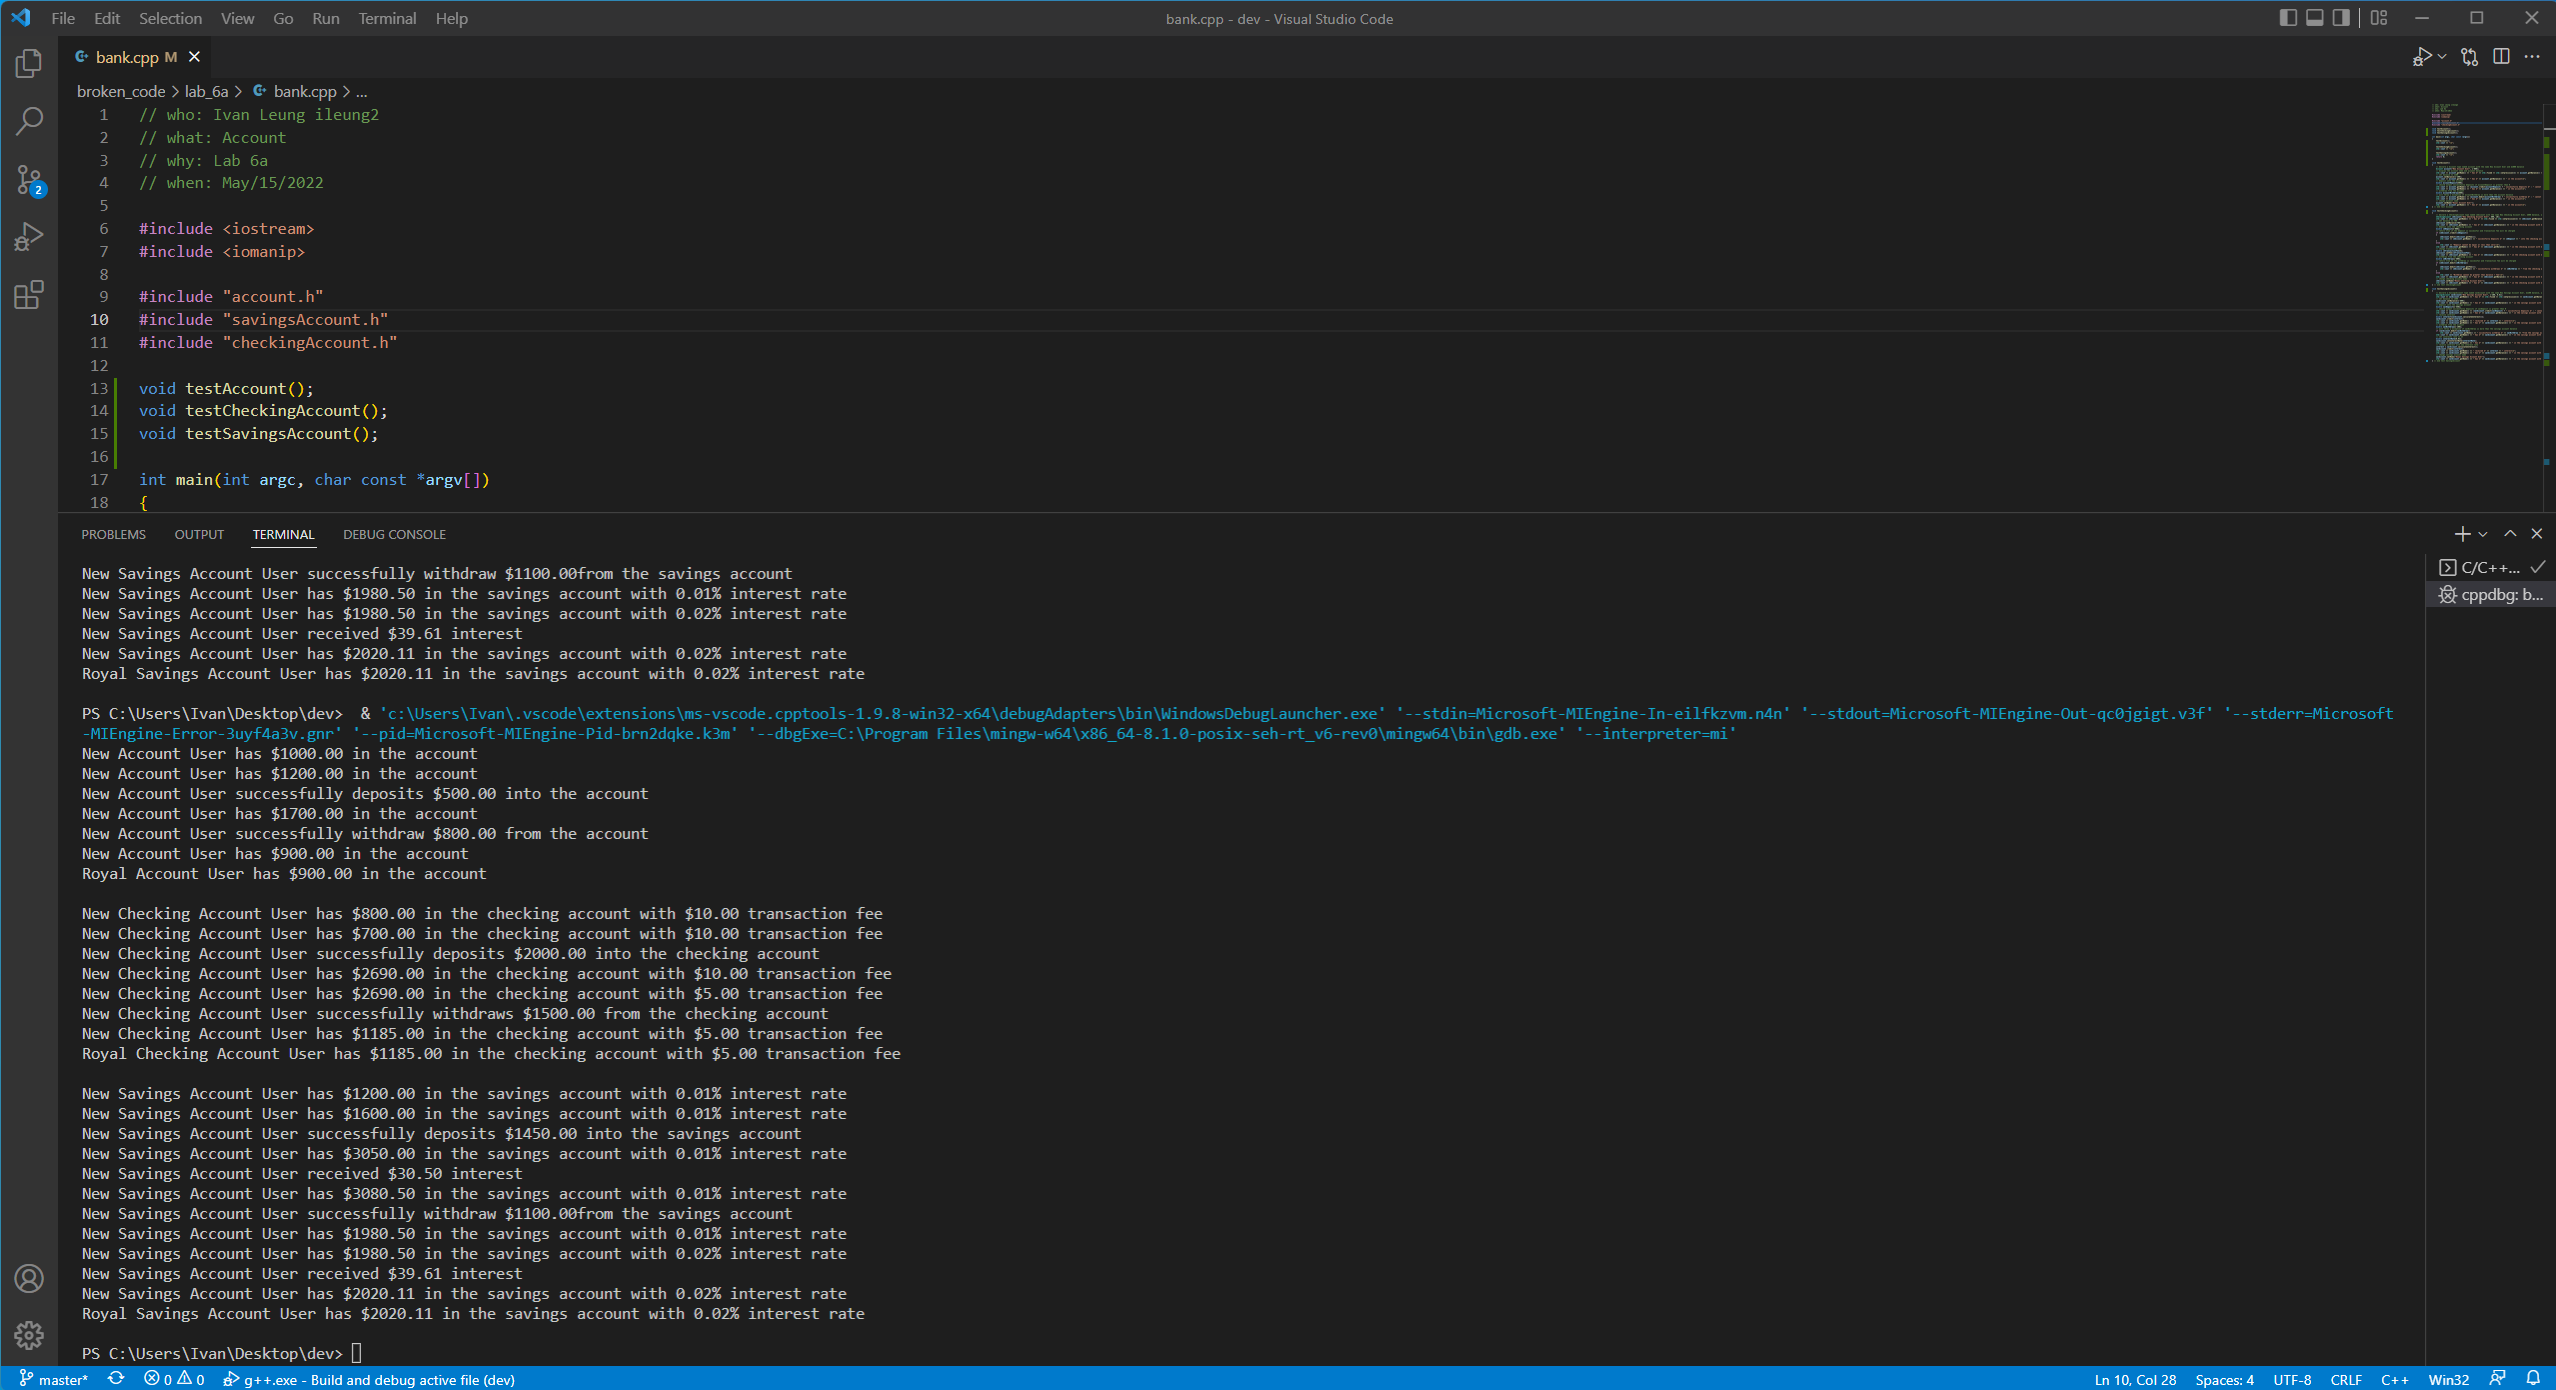 File Edit Selection View Go Run Terminal Help
bank.cpp - dev - Visual Studio Code
bank.cpp M
broken_code > lab_6a > bank.cpp > ...
1 // who: Ivan Leung ileung2
2 // what: Account
3 // why: Lab 6a
4 // when: May/15/2022
5
6 #include <iostream>
7 #include <iomanip>
8
9 #include "account.h"
10 #include "savingsAccount.h"
11 #include "checkingAccount.h"
12
13 void testAccount();
14 void testCheckingAccount();
15 void testSavingsAccount();
16
17 int main(int argc, char const *argv[])
18 {
PROBLEMS OUTPUT TERMINAL DEBUG CONSOLE
C/C++...
cppdbg: b...
New Savings Account User successfully withdraw $1100.00from the savings account
New Savings Account User has $1980.50 in the savings account with 0.01% interest rate
New Savings Account User has $1980.50 in the savings account with 0.02% interest rate
New Savings Account User received $39.61 interest
New Savings Account User has $2020.11 in the savings account with 0.02% interest rate
Royal Savings Account User has $2020.11 in the savings account with 0.02% interest rate
PS C:\Users\Ivan\Desktop\dev>  & 'c:\Users\Ivan\.vscode\extensions\ms-vscode.cpptools-1.9.8-win32-x64\debugAdapters\bin\WindowsDebugLauncher.exe' '--stdin=Microsoft-MIEngine-In-eilfkzvm.n4n' '--stdout=Microsoft-MIEngine-Out-qc0jgigt.v3f' '--stderr=Microsoft
-MIEngine-Error-3uyf4a3v.gnr' '--pid=Microsoft-MIEngine-Pid-brn2dqke.k3m' '--dbgExe=C:\Program Files\mingw-w64\x86_64-8.1.0-posix-seh-rt_v6-rev0\mingw64\bin\gdb.exe' '--interpreter=mi'
New Account User has $1000.00 in the account
New Account User has $1200.00 in the account
New Account User successfully deposits $500.00 into the account
New Account User has $1700.00 in the account
New Account User successfully withdraw $800.00 from the account
New Account User has $900.00 in the account
Royal Account User has $900.00 in the account
New Checking Account User has $800.00 in the checking account with $10.00 transaction fee
New Checking Account User has $700.00 in the checking account with $10.00 transaction fee
New Checking Account User successfully deposits $2000.00 into the checking account
New Checking Account User has $2690.00 in the checking account with $10.00 transaction fee
New Checking Account User has $2690.00 in the checking account with $5.00 transaction fee
New Checking Account User successfully withdraws $1500.00 from the checking account
New Checking Account User has $1185.00 in the checking account with $5.00 transaction fee
Royal Checking Account User has $1185.00 in the checking account with $5.00 transaction fee
New Savings Account User has $1200.00 in the savings account with 0.01% interest rate
New Savings Account User has $1600.00 in the savings account with 0.01% interest rate
New Savings Account User successfully deposits $1450.00 into the savings account
New Savings Account User has $3050.00 in the savings account with 0.01% interest rate
New Savings Account User received $30.50 interest
New Savings Account User has $3080.50 in the savings account with 0.01% interest rate
New Savings Account User successfully withdraw $1100.00from the savings account
New Savings Account User has $1980.50 in the savings account with 0.01% interest rate
New Savings Account User has $1980.50 in the savings account with 0.02% interest rate
New Savings Account User received $39.61 interest
New Savings Account User has $2020.11 in the savings account with 0.02% interest rate
Royal Savings Account User has $2020.11 in the savings account with 0.02% interest rate
PS C:\Users\Ivan\Desktop\dev>
2
master* 0 0 g++.exe - Build and debug active file (dev) Ln 10, Col 28 Spaces: 4 UTF-8 CRLF C++ Win32